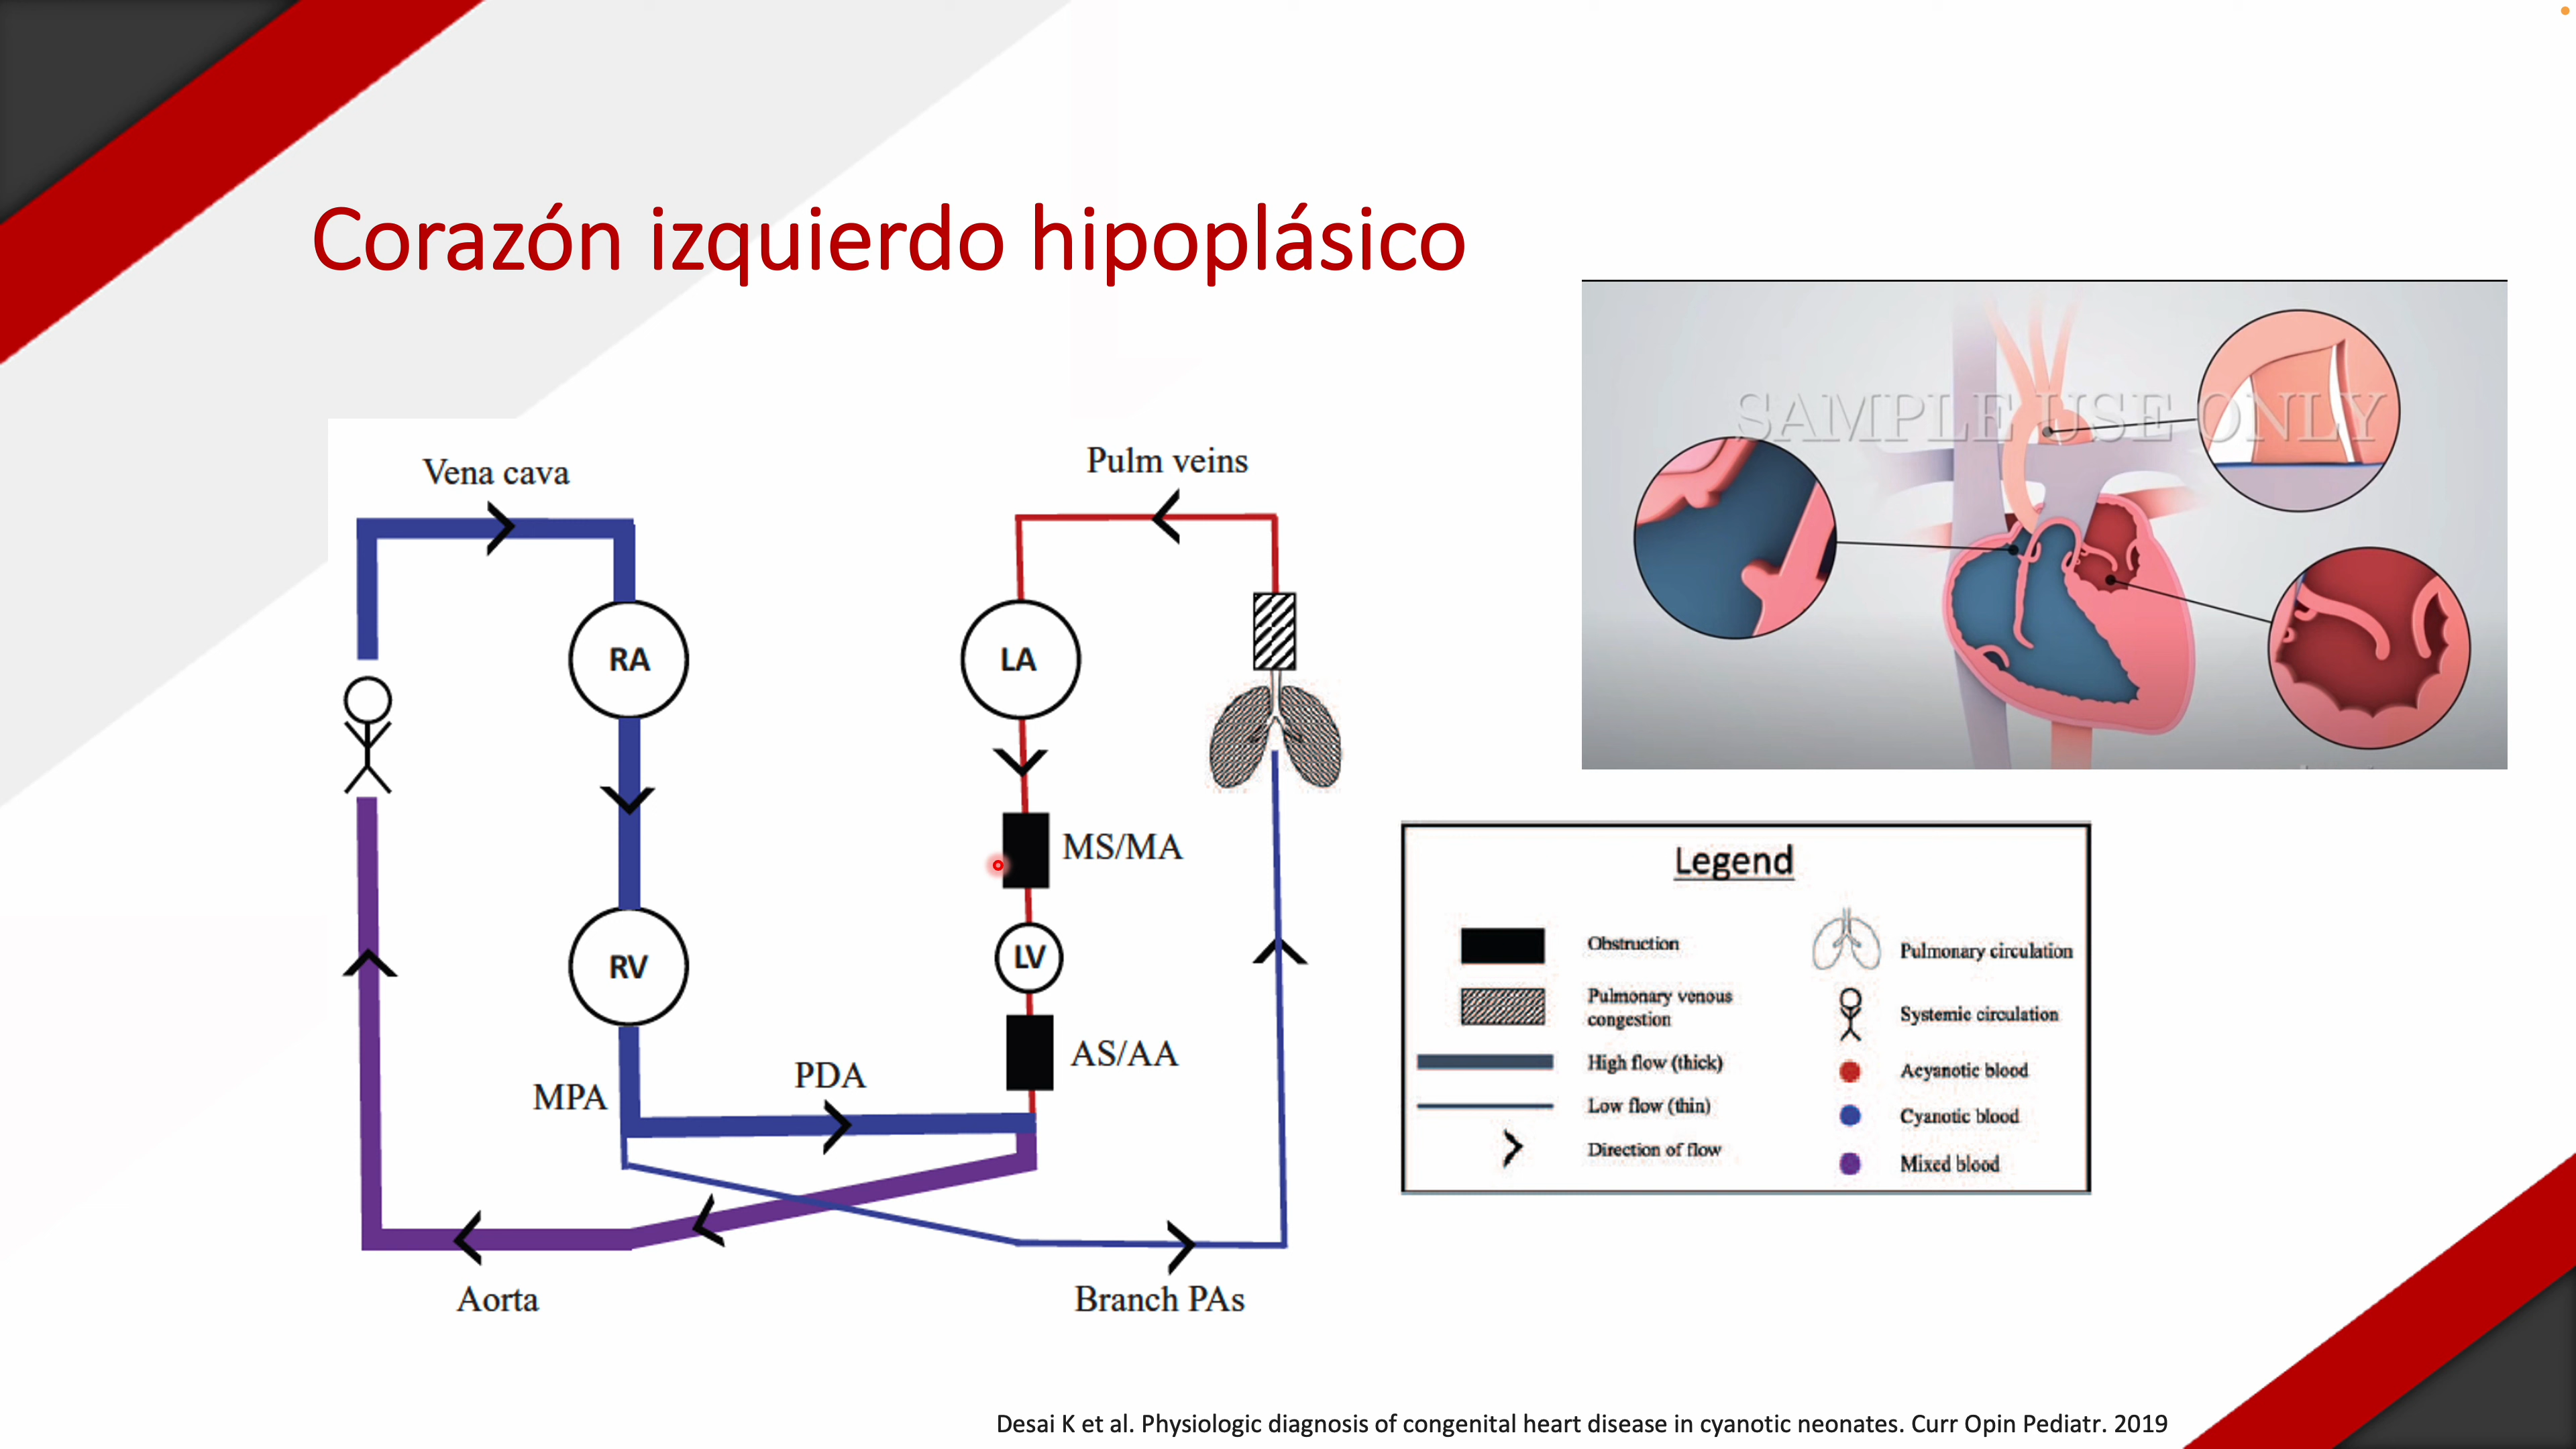 Corazón izquierdo hipoplásico
SAMPLE USE ONLY
Vena cava
Pulm veins
RA
LA
MS/MA
RV
LV
AS/AA
PDA
MPA
Aorta
Branch PAs
Legend
Obstruction
Pulmonary venous
congestion
High flow (thick)
Low flow (thin)
Direction of flow
Pulmonary circulation
Systemic circulation
Acyanotic blood
Cyanotic blood
Mixed blood
Desai K et al. Physiologic diagnosis of congenital heart disease in cyanotic neonates. Curr Opin Pediatr. 2019